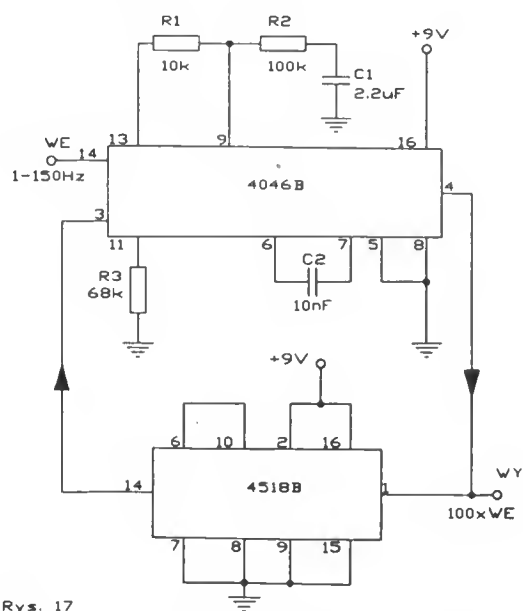 R1
R2
+9V
10k
100k
C1
2.2uF
WE
13
9
16
14
4046B
4
1-150Hz
3
11
6
7
5
8
R3
68k
C2
10nF
+9V
6
10
2
16
WY
14
4518B
1
100xWE
7
8
9
15
Rys. 17